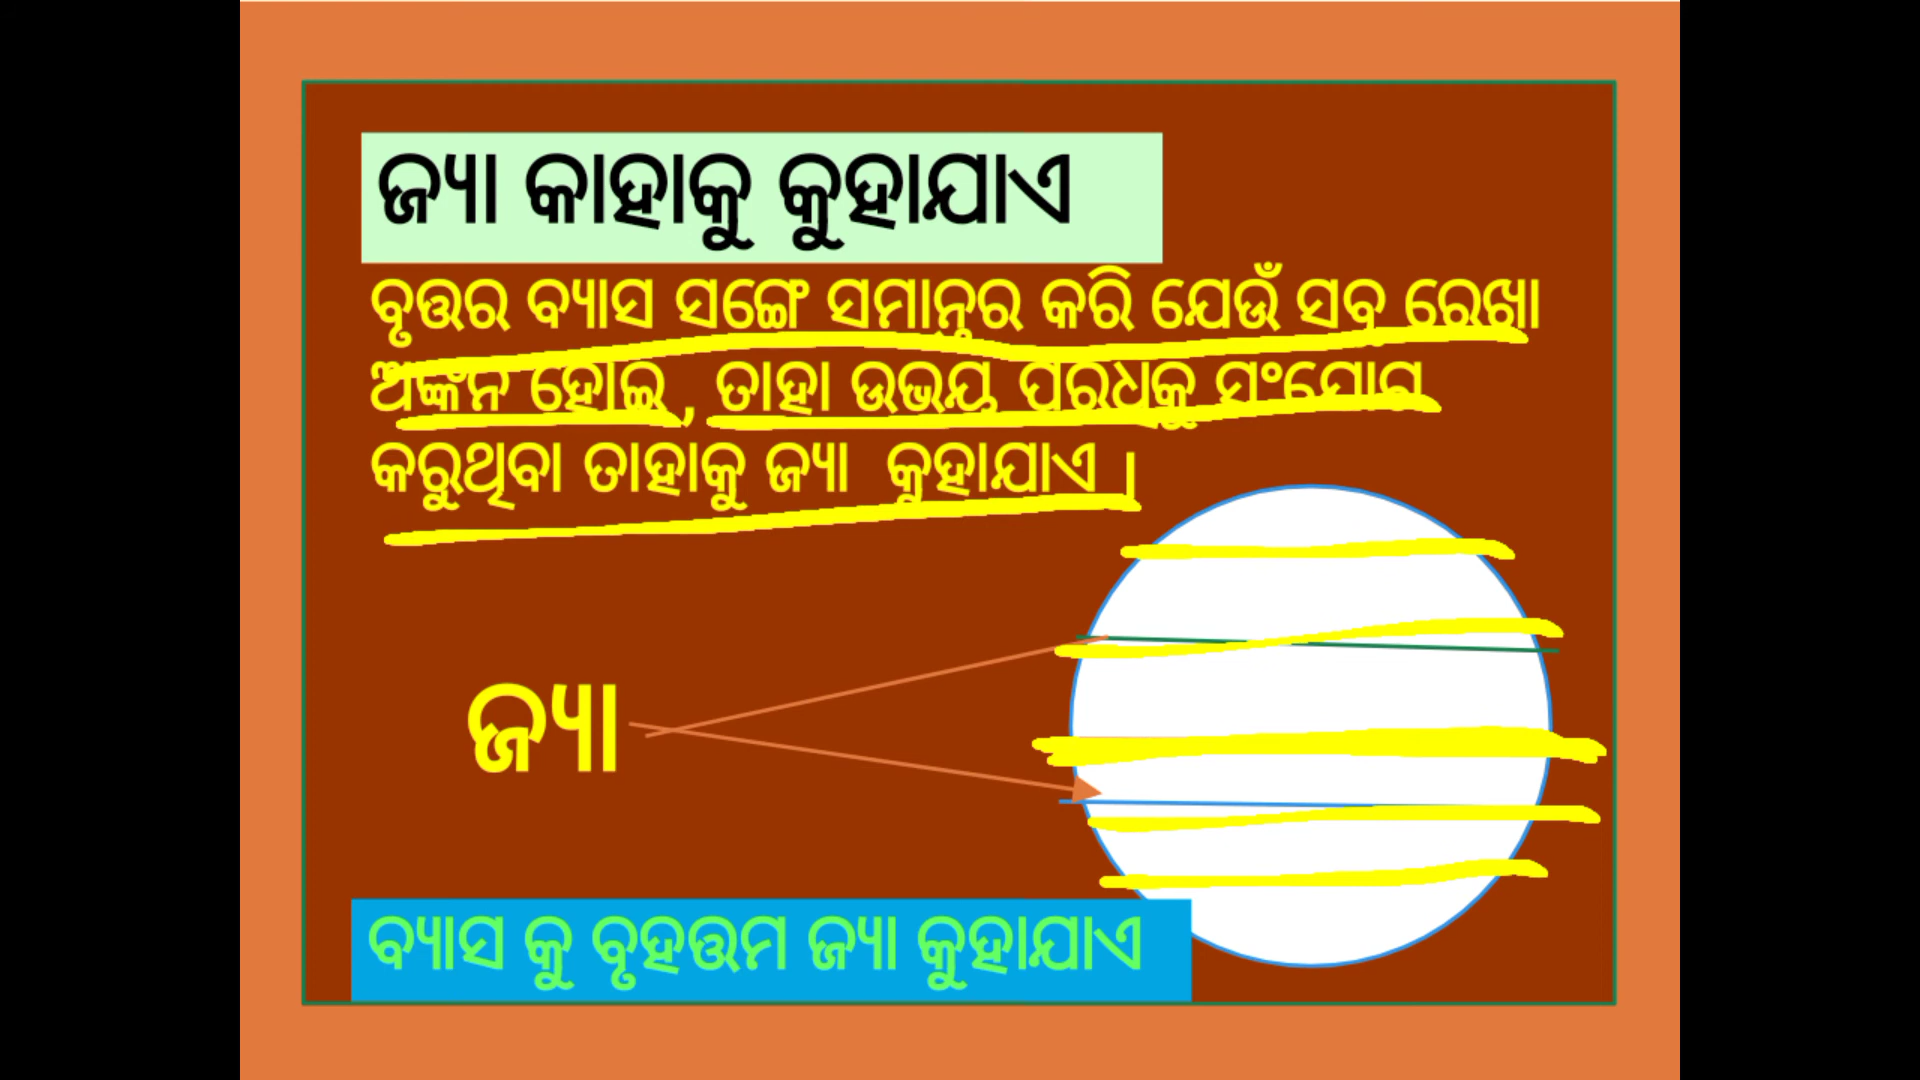 ଜ୍ୟା କାହାକୁ କୁହାଯାଏ
ବୃତ୍ତର ବ୍ୟାସ ସଙ୍ଗେ ସମାନ୍ତର କରି ଯେଉଁ ସବୁ ରେଖା
ଅଙ୍କନ ହୋଇ , ତାହା ଉଭୟ ପରିଧିକୁ ସଂଯୋଗ
କରୁଥିବା ତାହାକୁ ଜ୍ୟା କୁହାଯାଏ ।
ଜ୍ୟା
ବ୍ୟାସ କୁ ବୃହତ୍ତମ ଜ୍ୟା କୁହାଯାଏ